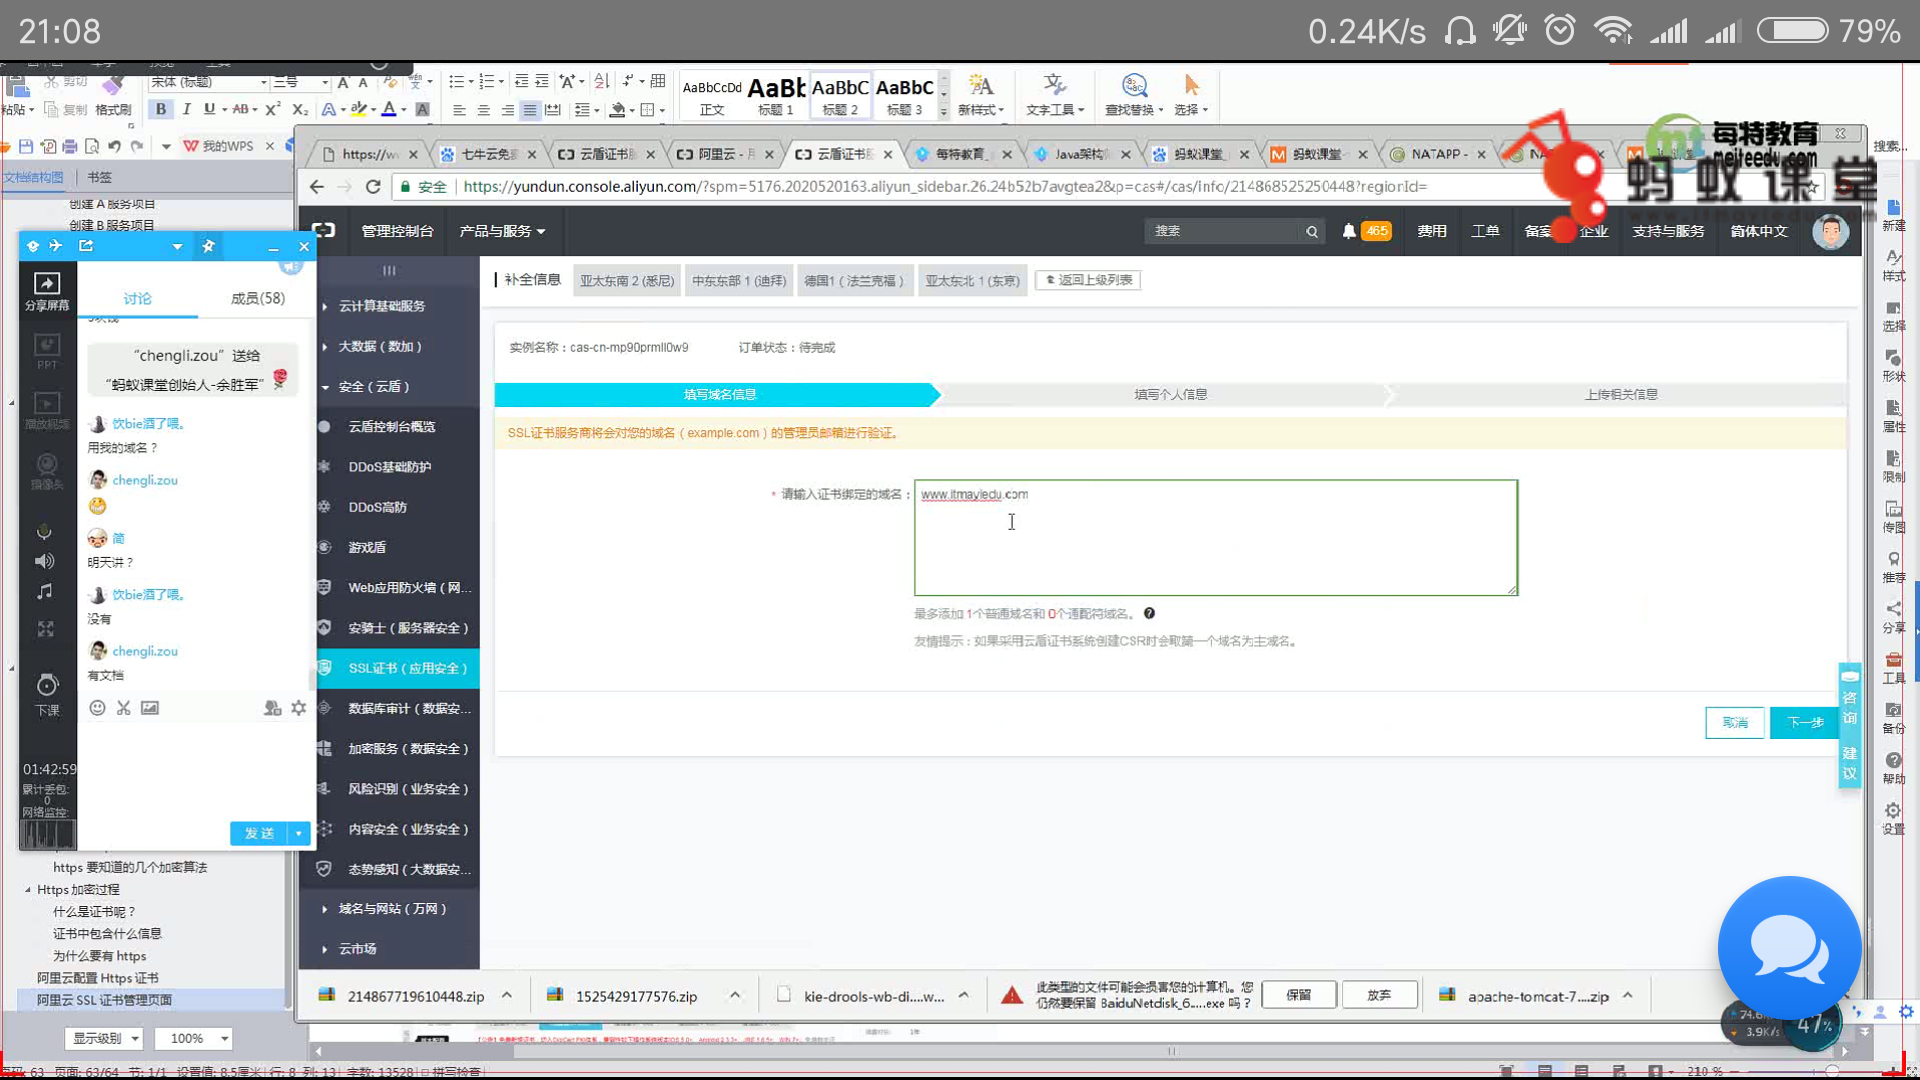 21:08
0.24K/s
79%
宋体 (标题)
三号
AaBbCcDd
AaBb
AaBbC
AaBbC
粘贴
复制
格式刷
正文
标题 1
标题 2
标题 3
新样式
文字工具
查找替换
选择
我的WPS
每特教育
meiteedu.com
蚂蚁课堂
搜索...
https://w
七牛云免
云盾证书
阿里云 -
云盾证书
每特教育
Java架构
蚂蚁课堂
蚂蚁课堂
NATAPP -
文档结构图
书签
安全
https://yundun.console.aliyun.com/?spm=5176.2020520163.aliyun_sidebar.26.24b52b7avgtea2&p=cas#/cas/info/214868525250448?regionId=
创建 A 服务项目
创建 B 服务项目
管理控制台
产品与服务
搜索
465
费用
工单
备案
企业
支持与服务
简体中文
分享屏幕
PPT
播放视频
摄像头
下课
01:42:59
累计丢包:
0
网络监控:
讨论
成员(58)
“chengli.zou”送给
“蚂蚁课堂创始人-余胜军”
饮bie酒了喂。
用我的域名？
chengli.zou
简
明天讲？
饮bie酒了喂。
没有
chengli.zou
有文档
发 送
云计算基础服务
大数据（数加）
安全（云盾）
云盾控制台概览
DDoS基础防护
DDoS高防
游戏盾
Web应用防火墙（网...
安骑士（服务器安全）
SSL证书（应用安全）
数据库审计（数据安...
加密服务（数据安全）
风险识别（业务安全）
内容安全（业务安全）
态势感知（大数据安...
域名与网站（万网）
云市场
补全信息
亚太东南 2 (悉尼)
中东东部 1 (迪拜)
德国1（法兰克福）
亚太东北 1 (东京)
返回上级列表
实例名称：cas-cn-mp90prmll0w9
订单状态：待完成
填写域名信息
填写个人信息
上传相关信息
SSL证书服务商将会对您的域名（example.com）的管理员邮箱进行验证。
* 请输入证书绑定的域名：
www.itmayiedu.com
最多添加 1个普通域名和 0个通配符域名。
友情提示：如果采用云盾证书系统创建CSR时会取第一个域名为主域名。
取消
下一步
咨询
建议
新建
样式
选择
形状
属性
限制
传图
推荐
分享
工具
备份
帮助
设置
https 要知道的几个加密算法
Https 加密过程
什么是证书呢？
证书中包含什么信息
为什么要有 https
阿里云配置 Https 证书
阿里云 SSL 证书管理页面
显示级别
100%
214867719610448.zip
1525429177576.zip
kie-drools-wb-di....w...
此类型的文件可能会损害您的计算机。您
仍然要保留 BaiduNetdisk_6....exe 吗？
保留
放弃
apache-tomcat-7....zip
3.9K/s
47%
页面: 63/64
节: 1/1
设置值: 8.5厘米
行: 8
列: 13
字数: 13528
拼写检查
210 %